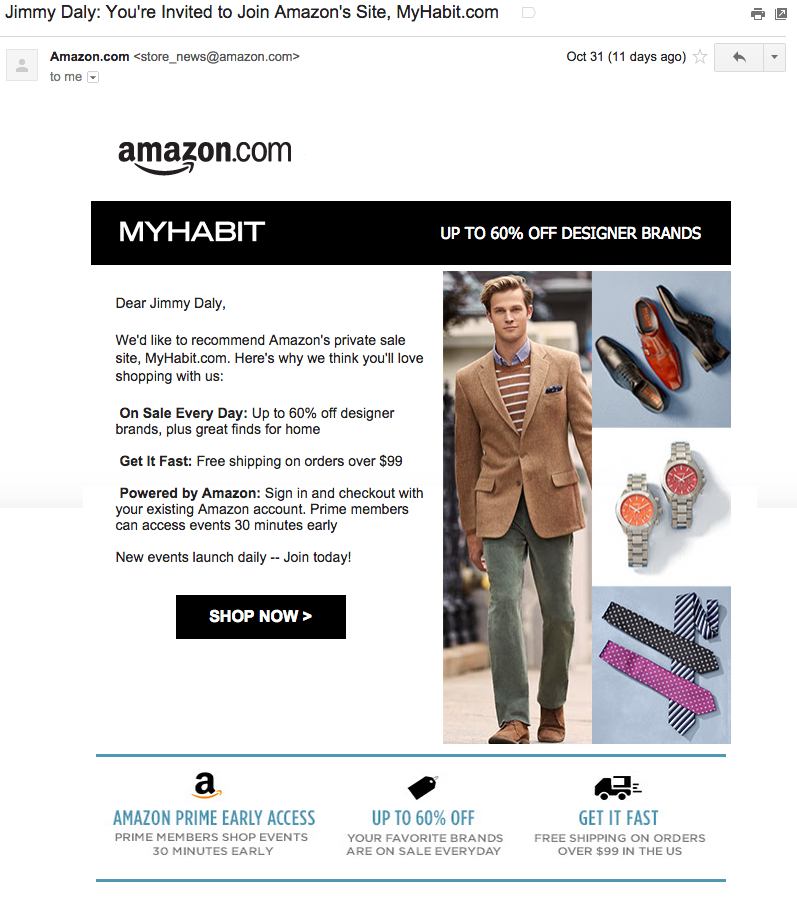 Jimmy Daly: You're Invited to Join Amazon's Site, MyHabit.com
Amazon.com <store_news@amazon.com>
Oct 31 (11 days ago)
to me
amazon.com
MYHABIT
UP TO 60% OFF DESIGNER BRANDS
Dear Jimmy Daly,
We'd like to recommend Amazon's private sale
site, MyHabit.com. Here's why we think you'll love
shopping with us:
On Sale Every Day: Up to 60% off designer
brands, plus great finds for home
Get It Fast: Free shipping on orders over $99
Powered by Amazon: Sign in and checkout with
your existing Amazon account. Prime members
can access events 30 minutes early
New events launch daily -- Join today!
SHOP NOW >
a
AMAZON PRIME EARLY ACCESS
PRIME MEMBERS SHOP EVENTS
30 MINUTES EARLY
UP TO 60% OFF
YOUR FAVORITE BRANDS
ARE ON SALE EVERYDAY
GET IT FAST
FREE SHIPPING ON ORDERS
OVER $99 IN THE US